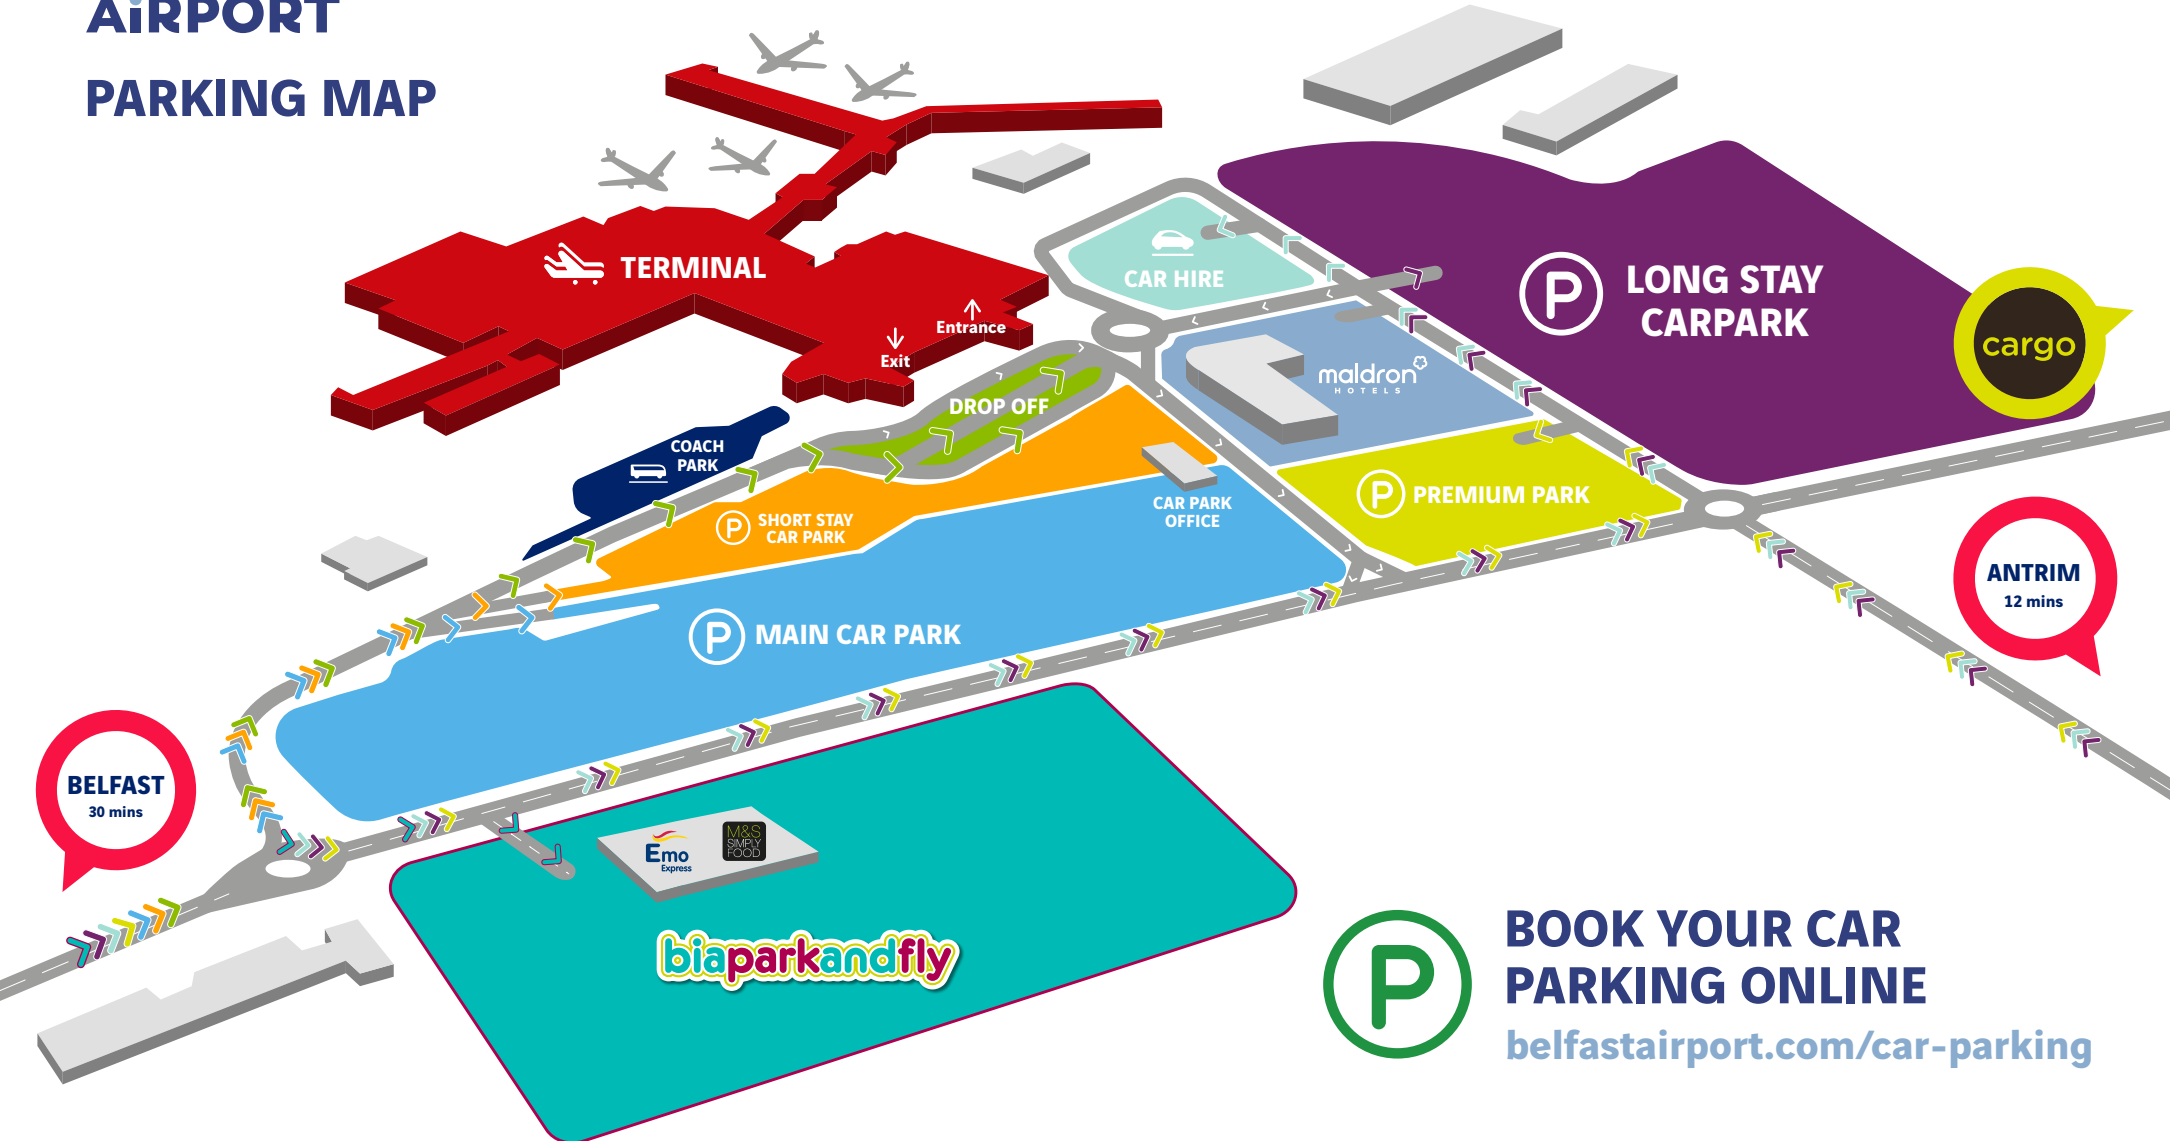 AiRPORT
PARKING MAP
TERMINAL
Entrance
Exit
CAR HIRE
LONG STAY
CARPARK
cargo
maldron
HOTELS
DROP OFF
COACH
PARK
P
SHORT STAY
CAR PARK
CAR PARK
OFFICE
P
PREMIUM PARK
P
MAIN CAR PARK
P
ANTRIM
12 mins
BELFAST
30 mins
Emo
Express
M&S
SIMPLY
FOOD
biaparkandfly
P
BOOK YOUR CAR
PARKING ONLINE
belfastairport.com/car-parking